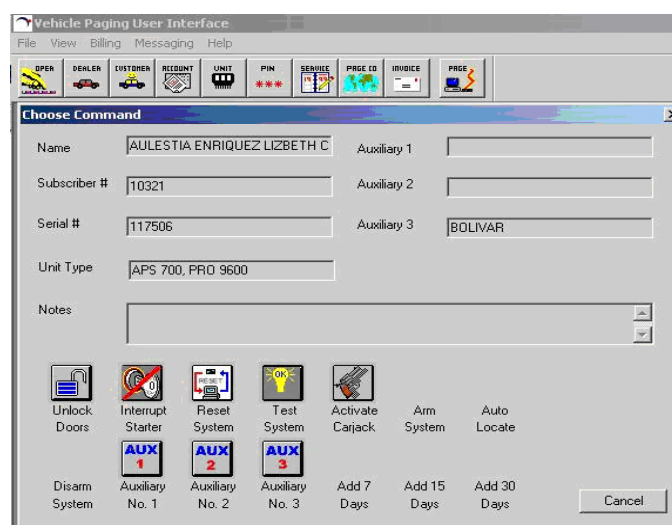 Vehicle Paging User Interface
File View Billing Messaging Help
OPER DEALER CUSTOMER ACCOUNT UNIT PIN SERVICE PAGE CO INVOICE PAGE
***
Choose Command
Name AULESTIA ENRIQUEZ LIZBETH C Auxiliary 1
Subscriber # 10321 Auxiliary 2
Serial # 117506 Auxiliary 3 BOLIVAR
Unit Type APS 700, PRO 9600
Notes
RESET OK
Unlock Doors
Interrupt Starter
Reset System
Test System
Activate Carjack
Arm System
Auto Locate
AUX 1
AUX 2
AUX 3
Disarm System
Auxiliary No. 1
Auxiliary No. 2
Auxiliary No. 3
Add 7 Days
Add 15 Days
Add 30 Days
Cancel